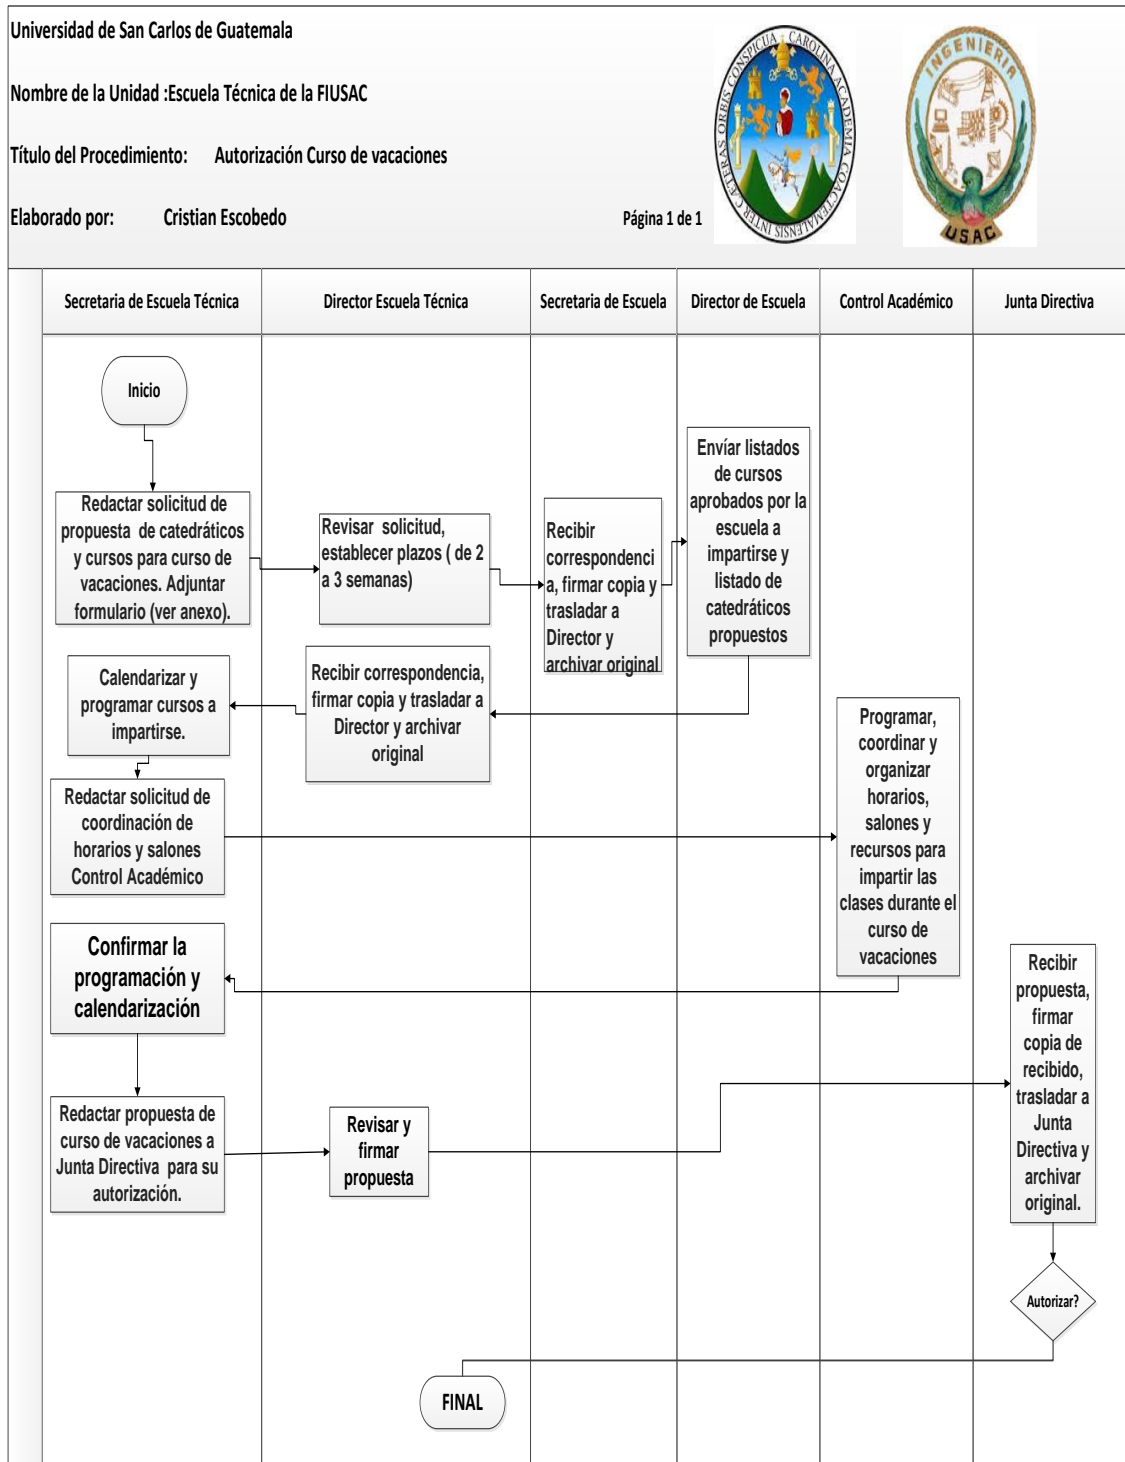 Universidad de San Carlos de Guatemala
Nombre de la Unidad :Escuela Técnica de la FIUSAC
Título del Procedimiento: Autorización Curso de vacaciones
Elaborado por: Cristian Escobedo
Página 1 de 1
INTER CÆTERAS ORBIS CONSPICUA CAROLINA ACADEMIA COACTEMALENSIS
INGENIERIA
USAC
Secretaria de Escuela Técnica
Director Escuela Técnica
Secretaria de Escuela
Director de Escuela
Control Académico
Junta Directiva
Inicio
Redactar solicitud de
propuesta de catedráticos
y cursos para curso de
vacaciones. Adjuntar
formulario (ver anexo).
Revisar solicitud,
establecer plazos ( de 2
a 3 semanas)
Recibir
correspondenci
a, firmar copia y
trasladar a
Director y
archivar original
Envíar listados
de cursos
aprobados por la
escuela a
impartirse y
listado de
catedráticos
propuestos
Recibir correspondencia,
firmar copia y trasladar a
Director y archivar
original
Calendarizar y
programar cursos a
impartirse.
Redactar solicitud de
coordinación de
horarios y salones
Control Académico
Programar,
coordinar y
organizar
horarios,
salones y
recursos para
impartir las
clases durante el
curso de
vacaciones
Confirmar la
programación y
calendarización
Redactar propuesta de
curso de vacaciones a
Junta Directiva para su
autorización.
Revisar y
firmar
propuesta
Recibir
propuesta,
firmar
copia de
recibido,
trasladar a
Junta
Directiva y
archivar
original.
Autorizar?
FINAL